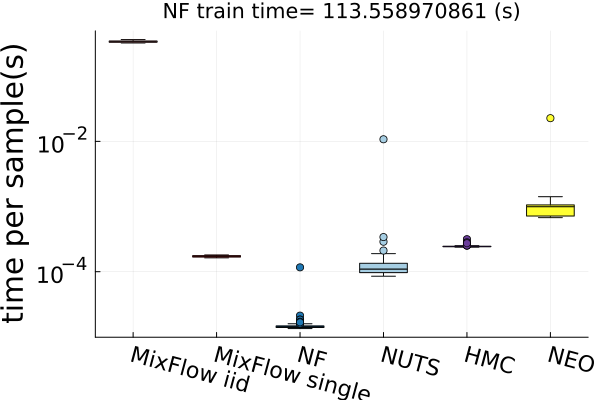 NF train time= 113.558970861 (s)
time per sample(s)
10⁻²
10⁻⁴
MixFlow iid
MixFlow single
NF
NUTS
HMC
NEO